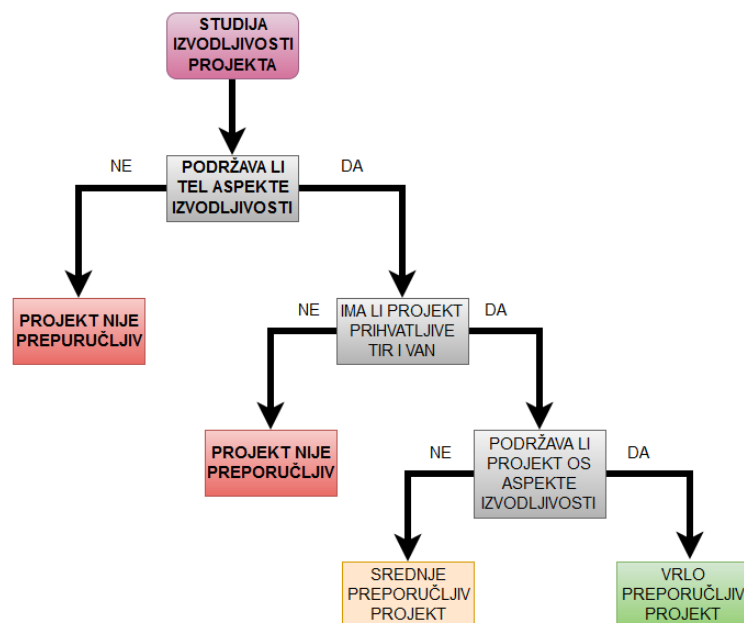 STUDIJA
IZVODLJIVOSTI
PROJEKTA
NE
PODRŽAVA LI
TEL ASPEKTE
IZVODLJIVOSTI
DA
PROJEKT NIJE
PREPURUČLJIV
NE
IMA LI PROJEKT
PRIHVATLJIVE
TIR I VAN
DA
PROJEKT NIJE
PREPORUČLJIV
NE
PODRŽAVA LI
PROJEKT OS
ASPEKTE
IZVODLJIVOSTI
DA
SREDNJE
PREPORUČLJIV
PROJEKT
VRLO
PREPORUČLJIV
PROJEKT